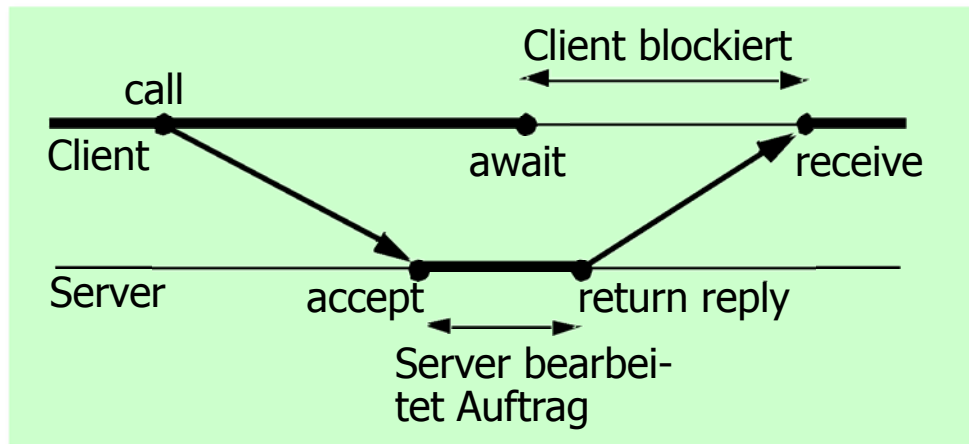 Client blockiert
call
Client
await
receive
Server
accept
return reply
Server bearbei-
tet Auftrag